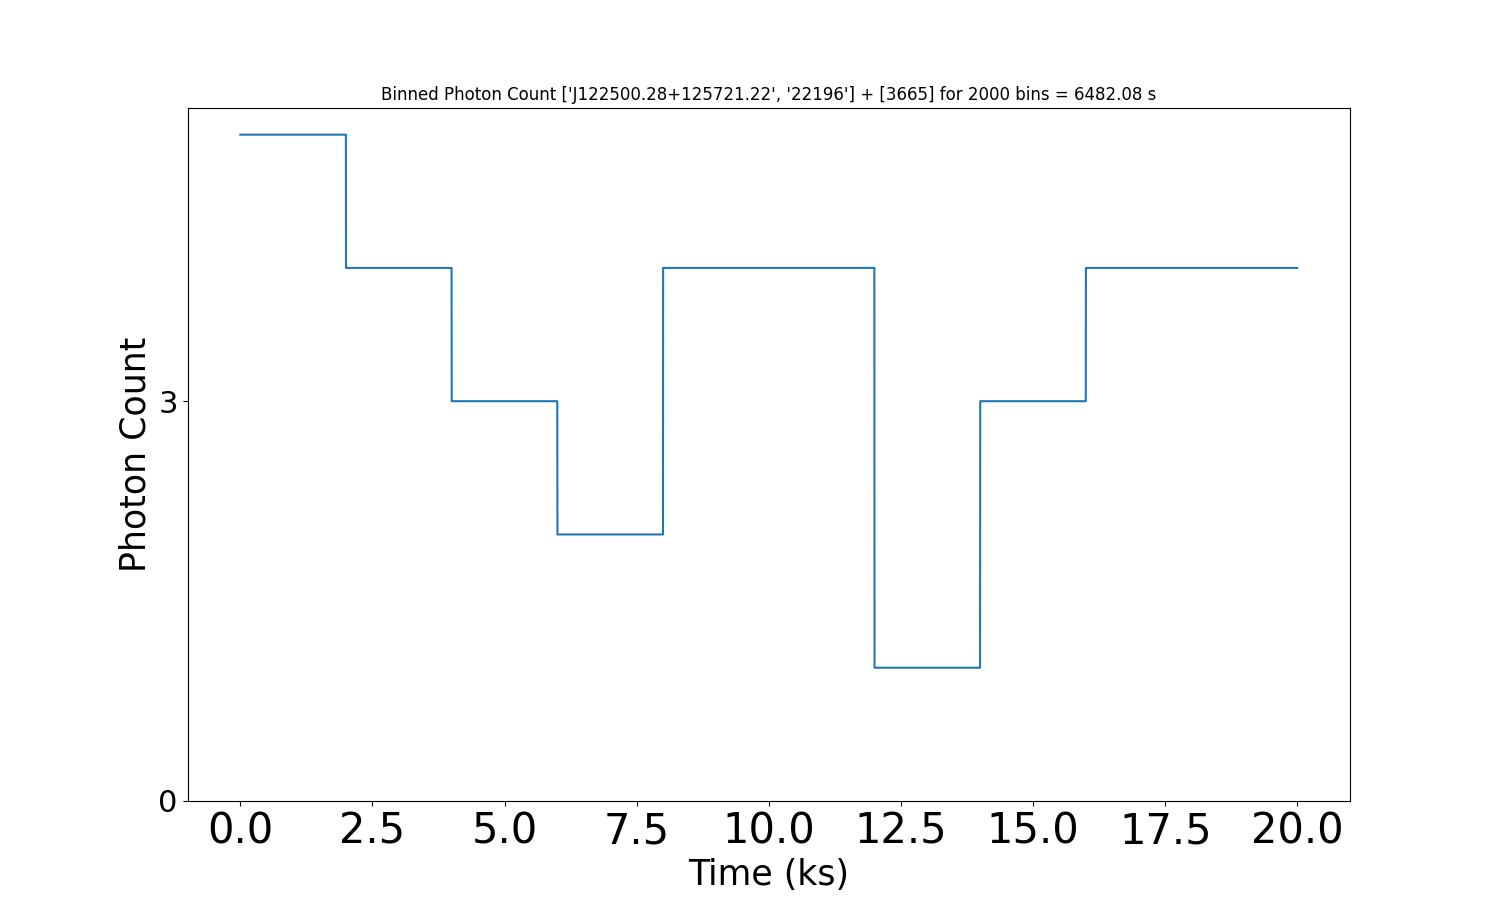 Binned Photon Count ['J122500.28+125721.22', '22196'] + [3665] for 2000 bins = 6482.08 s
Photon Count
3
0
0.0 2.5 5.0 7.5 10.0 12.5 15.0 17.5 20.0
Time (ks)